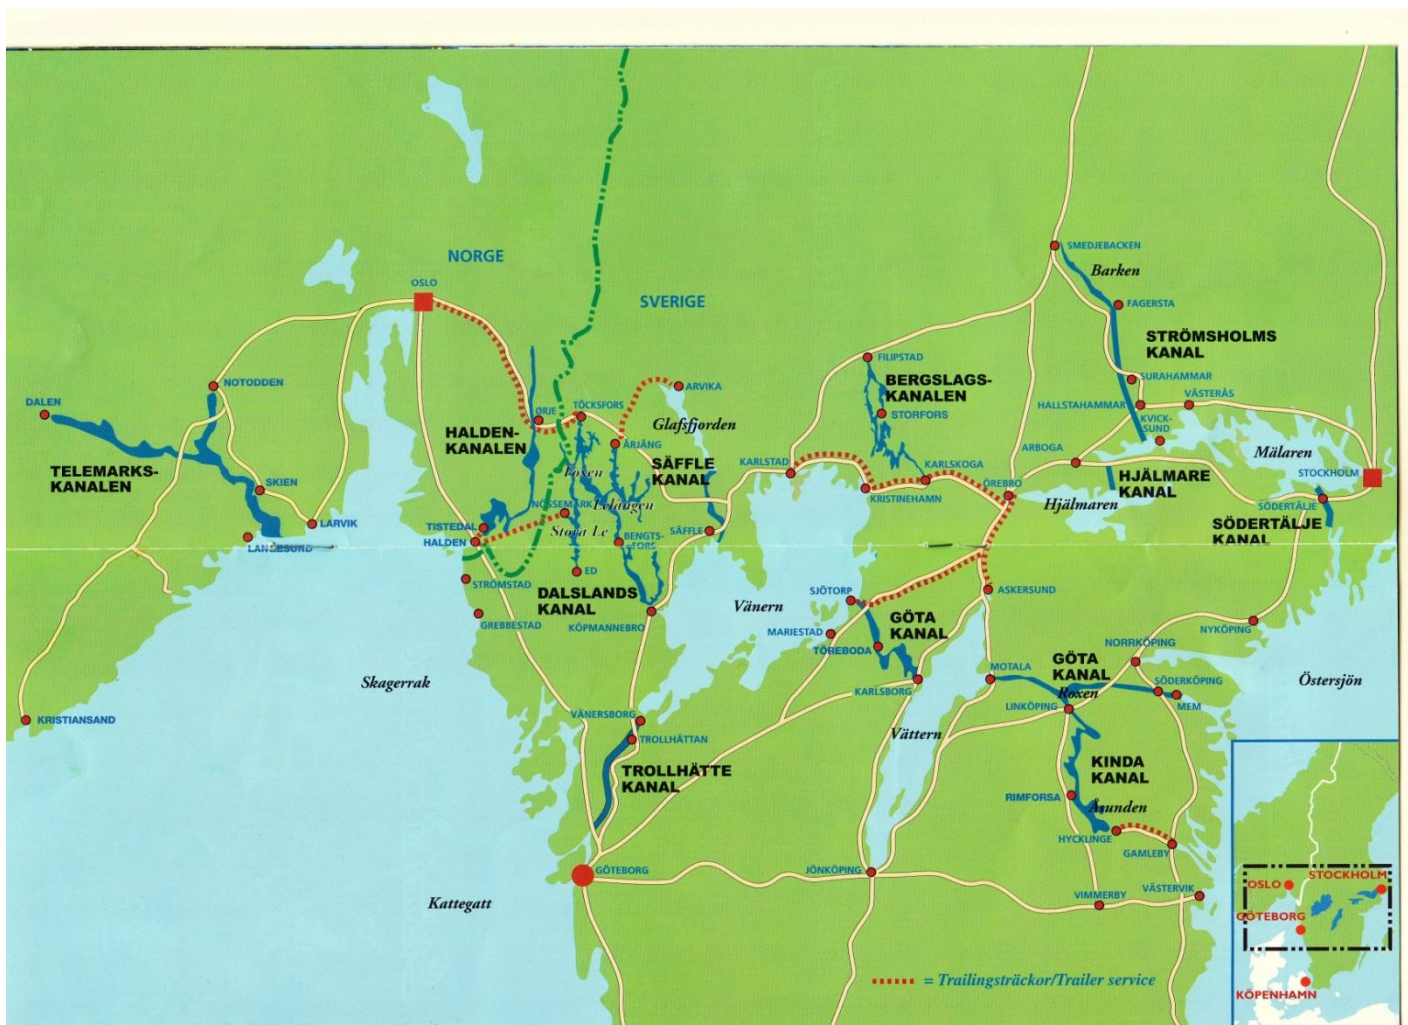 NORGE
OSLO
SVERIGE
SMEDJEBACKEN
Barken
FAGERSTA
STRÖMSHOLMS
KANAL
FILIPSTAD
BERGSLAGS-
KANALEN
STORFORS
SURAHAMMAR
HALLSTAHAMMAR
VÄSTERÅS
KVICK-
SUND
NOTODDEN
DALEN
TELEMARKS-
KANALEN
SKIEN
LARVIK
LANGESUND
ØRJE
TÖCKSFORS
ARVIKA
HALDEN-
KANALEN
ÅRJÄNG
Glafsfjorden
SÄFFLE
KANAL
Foxen
NÖSSEMARK
Lelången
Stora Le
TISTEDAL
HALDEN
BENGTS-
FORS
SÄFFLE
KARLSTAD
KRISTINEHAMN
KARLSKOGA
ÖREBRO
ARBOGA
HJÄLMARE
KANAL
Hjälmaren
Mälaren
STOCKHOLM
SÖDERTÄLJE
SÖDERTÄLJE
KANAL
STRÖMSTAD
ED
DALSLANDS
KANAL
GREBBESTAD
KÖPMANNEBRO
Vänern
SJÖTORP
ASKERSUND
MARIESTAD
GÖTA
KANAL
TÖREBODA
KARLSBORG
MOTALA
GÖTA
KANAL
Roxen
LINKÖPING
NORRKÖPING
NYKÖPING
SÖDERKÖPING
MEM
Östersjön
Skagerrak
KRISTIANSAND
VÄNERSBORG
TROLLHÄTTAN
TROLLHÄTTE
KANAL
Vättern
KINDA
KANAL
RIMFORSA
Åsunden
HYCKLINGE
GAMLEBY
GÖTEBORG
JÖNKÖPING
VIMMERBY
VÄSTERVIK
Kattegatt
= Trailingsträckor/Trailer service
STOCKHOLM
OSLO
GÖTEBORG
KÖPENHAMN